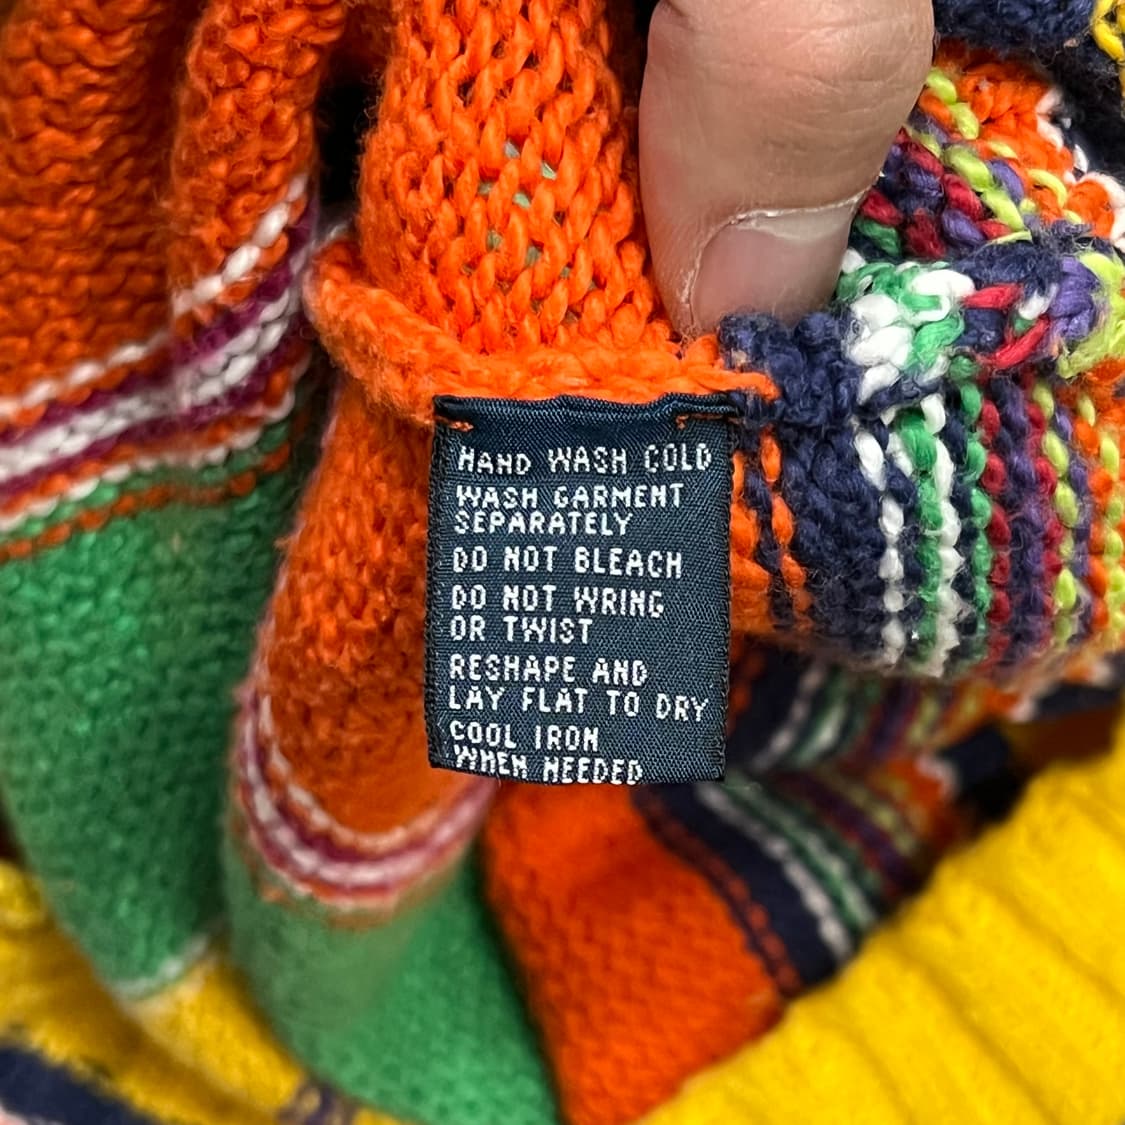 HAND WASH COLD
WASH GARMENT
SEPARATELY
DO NOT BLEACH
DO NOT WRING
OR TWIST
RESHAPE AND
LAY FLAT TO DRY
COOL IRON
WHEN NEEDED